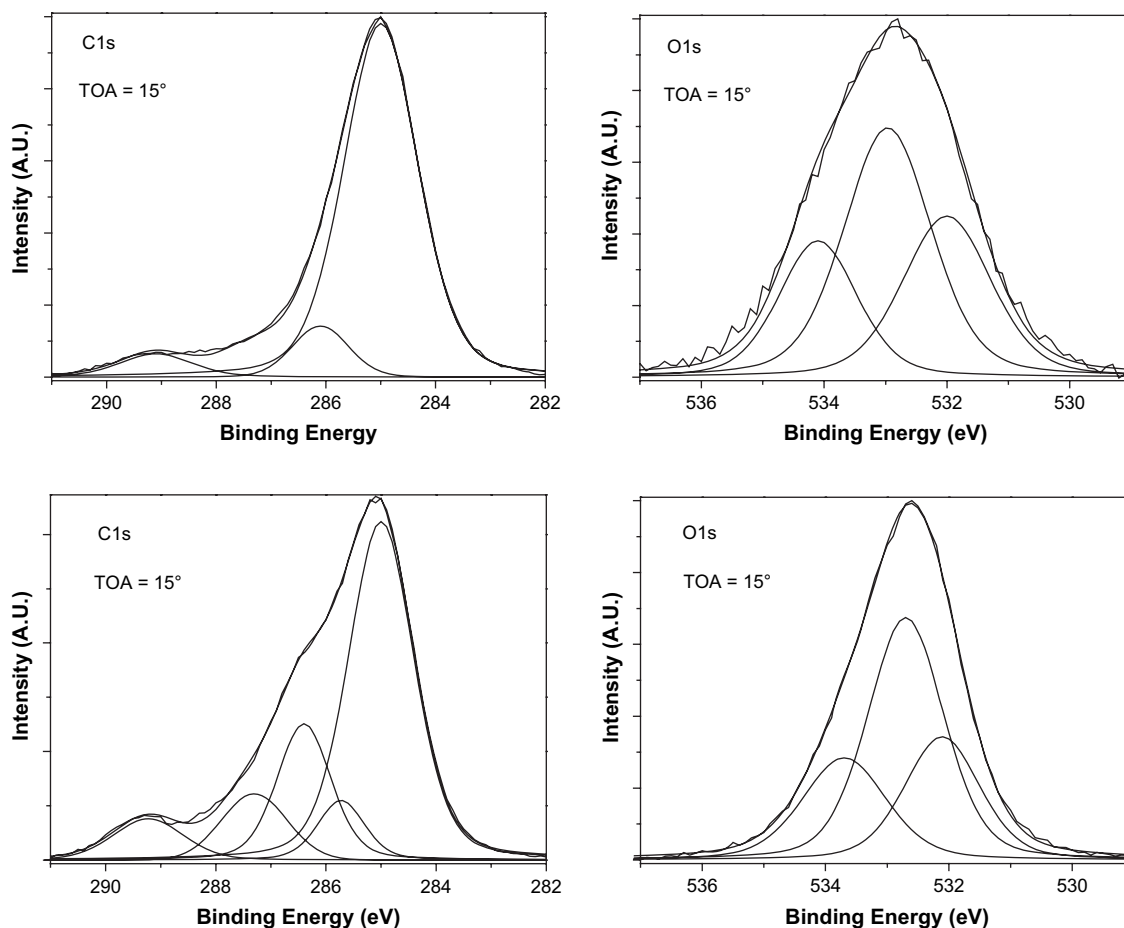 C1s
TOA = 15°
Intensity (A.U.)
290 288 286 284 282
Binding Energy
O1s
TOA = 15°
Intensity (A.U.)
536 534 532 530
Binding Energy (eV)
C1s
TOA = 15°
Intensity (A.U.)
290 288 286 284 282
Binding Energy (eV)
O1s
TOA = 15°
Intensity (A.U.)
536 534 532 530
Binding Energy (eV)